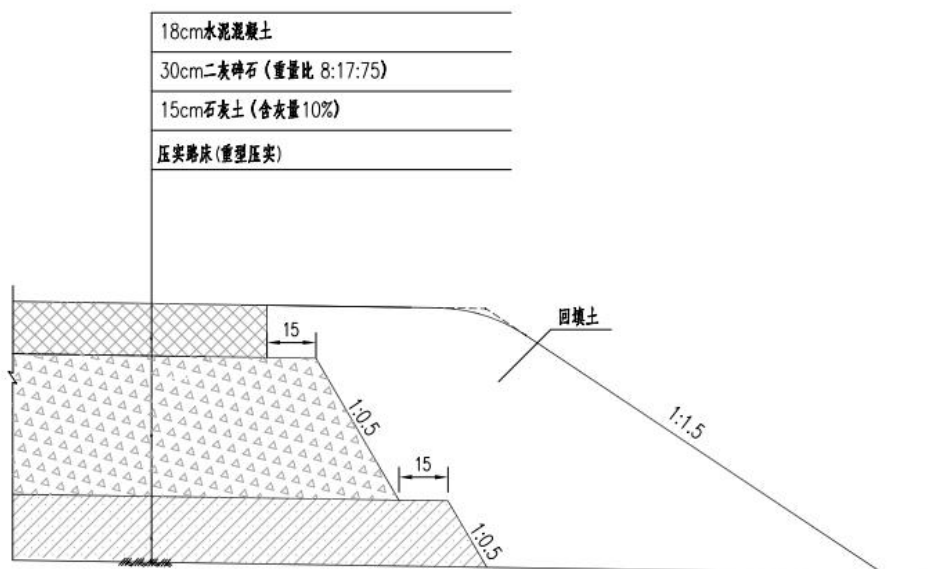 18cm水泥混凝土
30cm二灰碎石(重量比 8:17:75)
15cm石灰土(含灰量10%)
压实路床(重型压实)
回填土
15
1:0.5
1:1.5
15
1:0.5